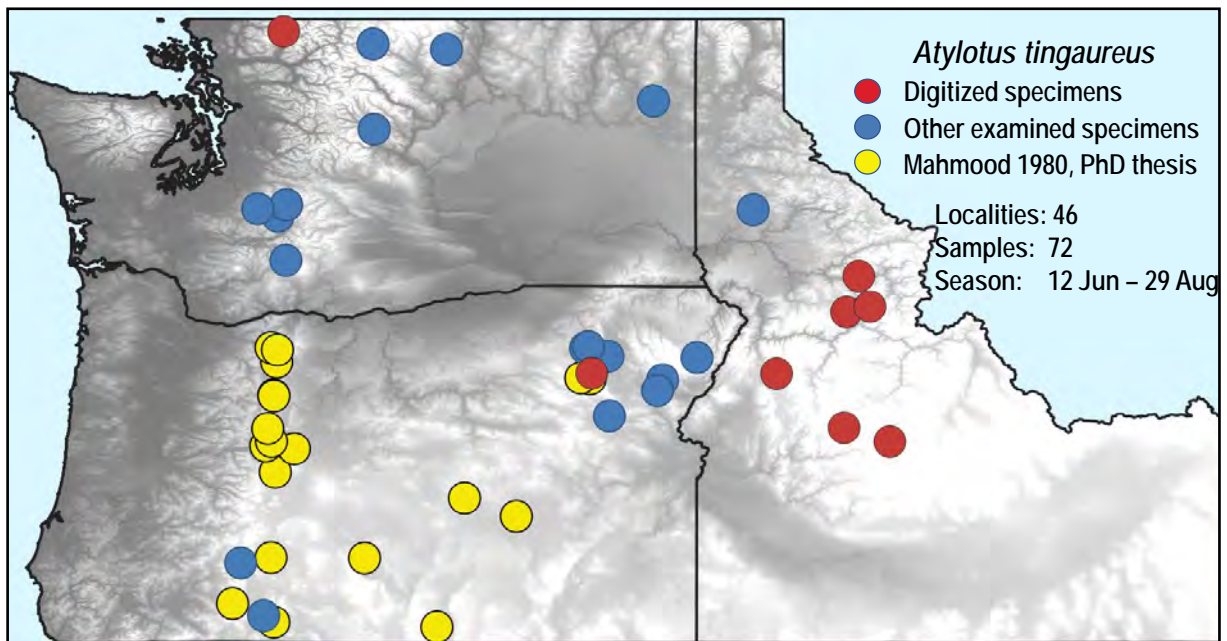 Atylotus tingaureus
Digitized specimens
Other examined specimens
Mahmood 1980, PhD thesis
Localities: 46
Samples: 72
Season: 12 Jun – 29 Aug